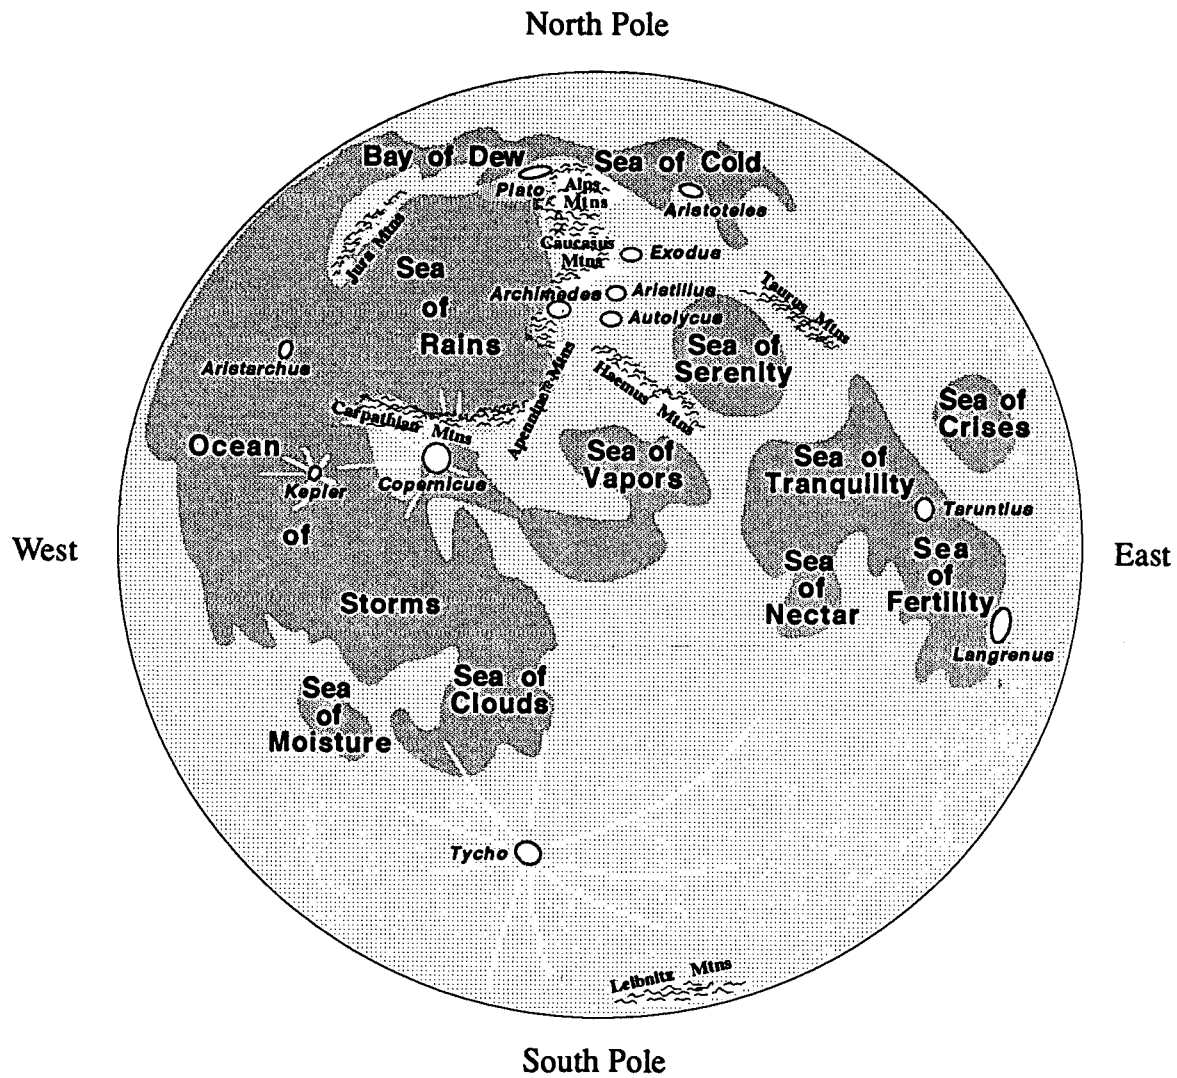 North Pole
Bay of Dew
Sea of Cold
Plato
Alps
Mtns
Aristoteles
Jura Mtns
Caucasus
Mtns
Exodus
Sea
of
Rains
Archimedes
Aristillus
Autolycus
Taurus Mtns
Sea of
Serenity
Aristarchus
Apennine Mtns
Haemus Mtns
Carpathian Mtns
Sea of
Crises
Ocean
of
Storms
Kepler
Copernicus
Sea of
Vapors
Sea of
Tranquility
Taruntius
West
East
Sea
of
Nectar
Sea
of
Fertility
Langrenus
Sea
of
Moisture
Sea of
Clouds
Tycho
Leibnitz Mtns
South Pole